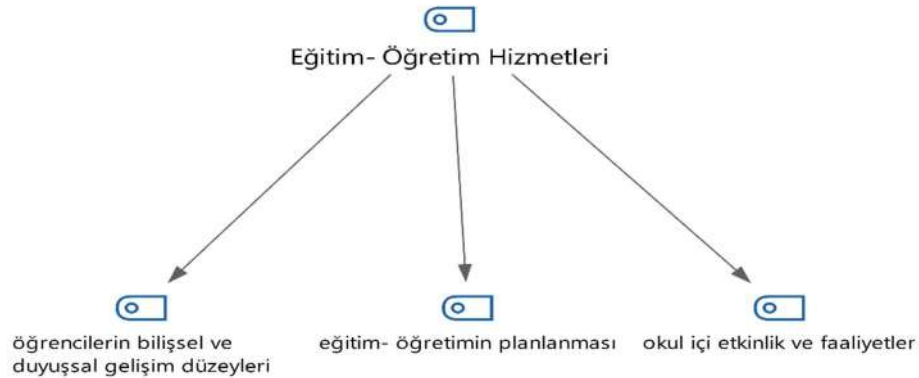 Eğitim- Öğretim Hizmetleri
öğrencilerin bilişsel ve
duyuşsal gelişim düzeyleri
eğitim- öğretimin planlanması
okul içi etkinlik ve faaliyetler